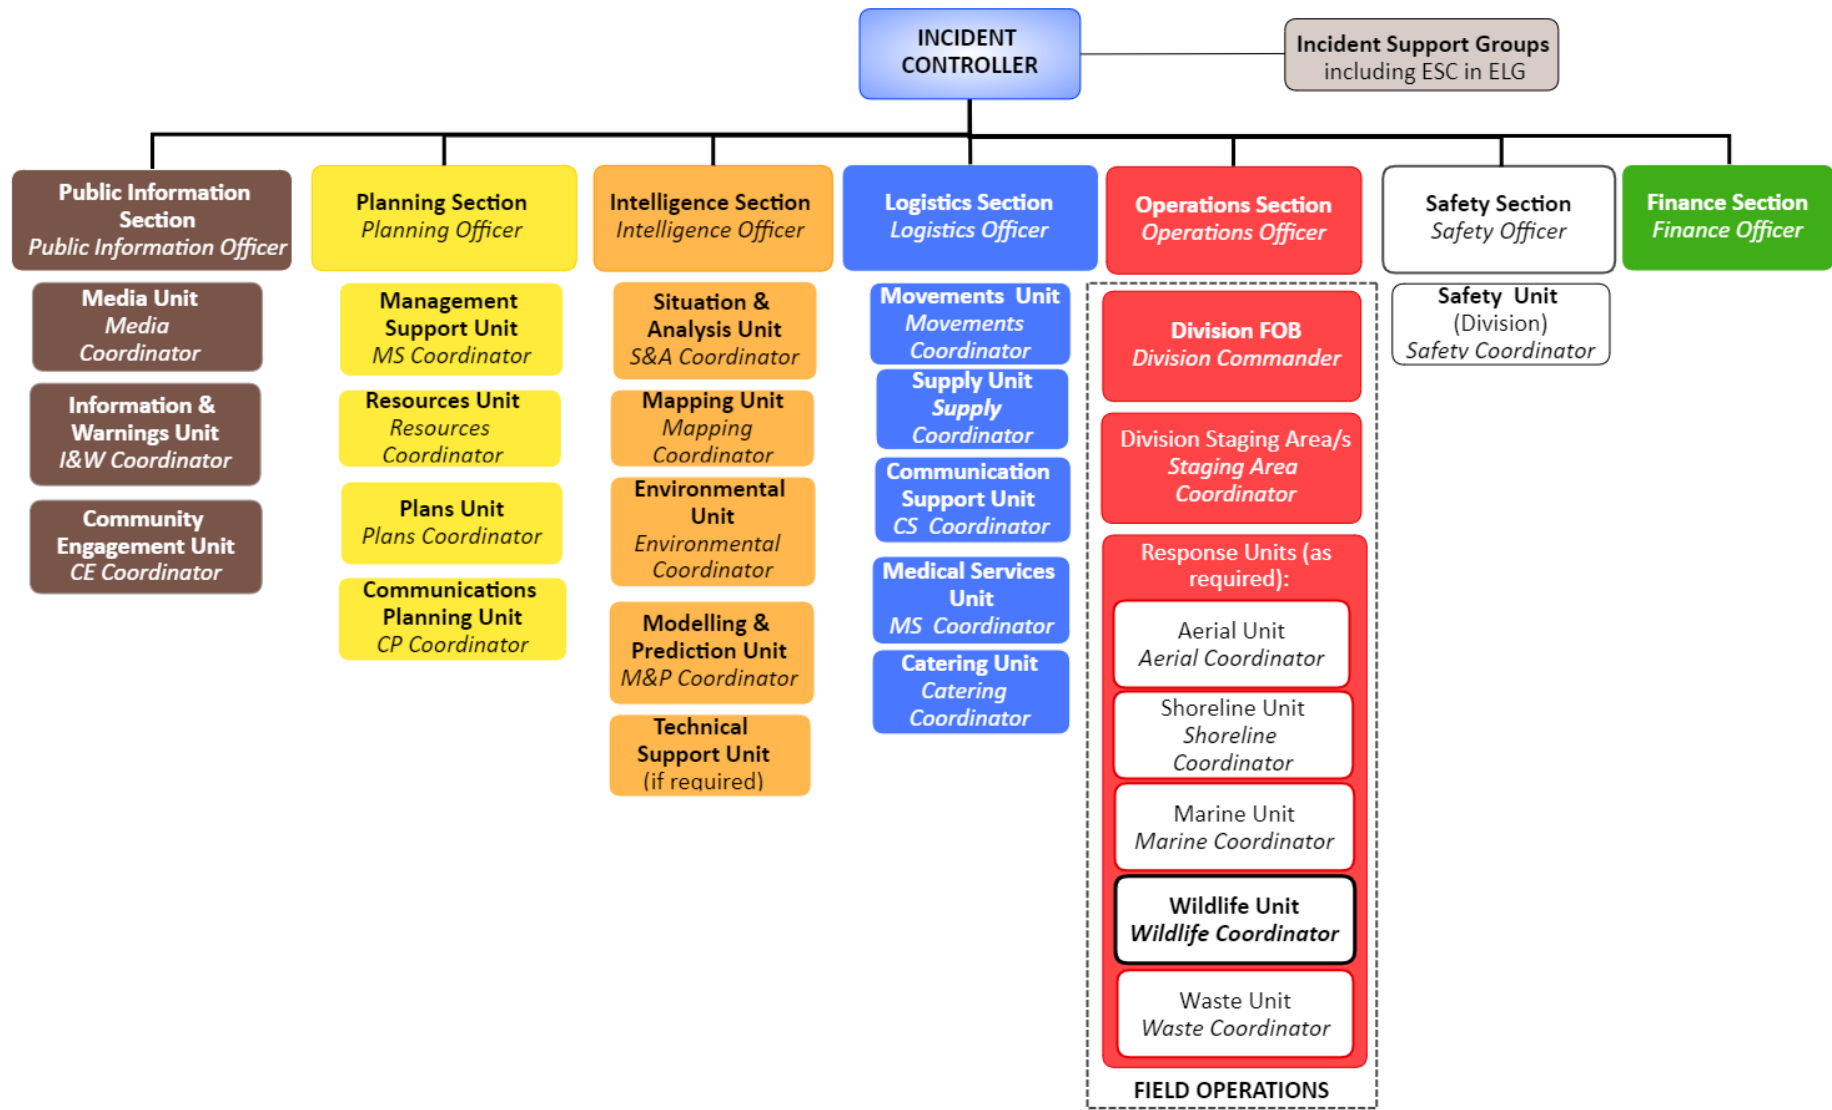 INCIDENT
CONTROLLER
Incident Support Groups
including ESC in ELG
Public Information
Section
Public Information Officer
Media Unit
Media
Coordinator
Information &
Warnings Unit
I&W Coordinator
Community
Engagement Unit
CE Coordinator
Planning Section
Planning Officer
Management
Support Unit
MS Coordinator
Resources Unit
Resources
Coordinator
Plans Unit
Plans Coordinator
Communications
Planning Unit
CP Coordinator
Intelligence Section
Intelligence Officer
Situation &
Analysis Unit
S&A Coordinator
Mapping Unit
Mapping
Coordinator
Environmental
Unit
Environmental
Coordinator
Modelling &
Prediction Unit
M&P Coordinator
Technical
Support Unit
(if required)
Logistics Section
Logistics Officer
Movements Unit
Movements
Coordinator
Supply Unit
Supply
Coordinator
Communication
Support Unit
CS Coordinator
Medical Services
Unit
MS Coordinator
Catering Unit
Catering
Coordinator
Operations Section
Operations Officer
Division FOB
Division Commander
Division Staging Area/s
Staging Area
Coordinator
Response Units (as
required):
Aerial Unit
Aerial Coordinator
Shoreline Unit
Shoreline
Coordinator
Marine Unit
Marine Coordinator
Wildlife Unit
Wildlife Coordinator
Waste Unit
Waste Coordinator
FIELD OPERATIONS
Safety Section
Safety Officer
Safety Unit
(Division)
Safety Coordinator
Finance Section
Finance Officer